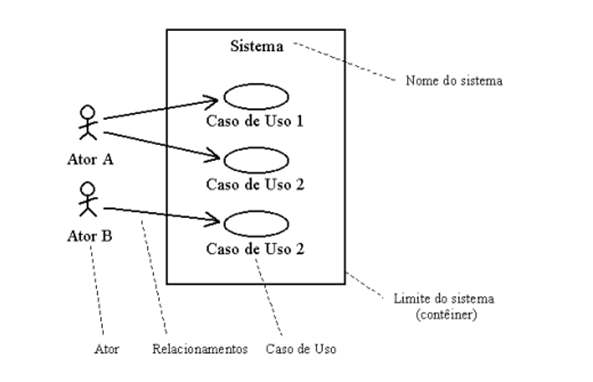 Sistema
Nome do sistema
Caso de Uso 1
Ator A
Caso de Uso 2
Ator B
Caso de Uso 2
Limite do sistema
(contêiner)
Ator
Relacionamentos
Caso de Uso